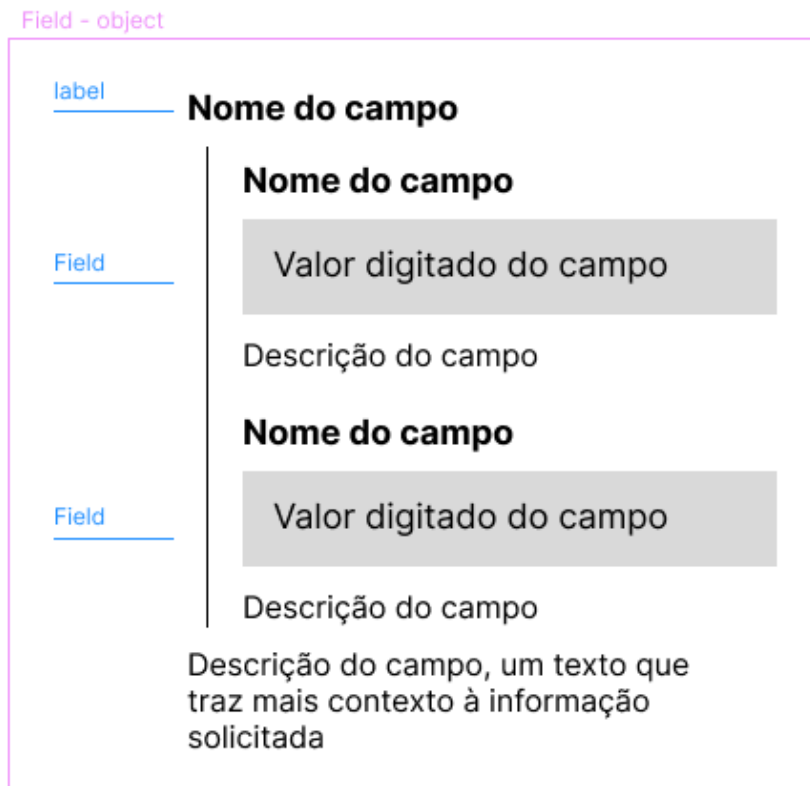 Field - object
label
Nome do campo
Nome do campo
Field
Valor digitado do campo
Descrição do campo
Nome do campo
Field
Valor digitado do campo
Descrição do campo
Descrição do campo, um texto que
traz mais contexto à informação
solicitada